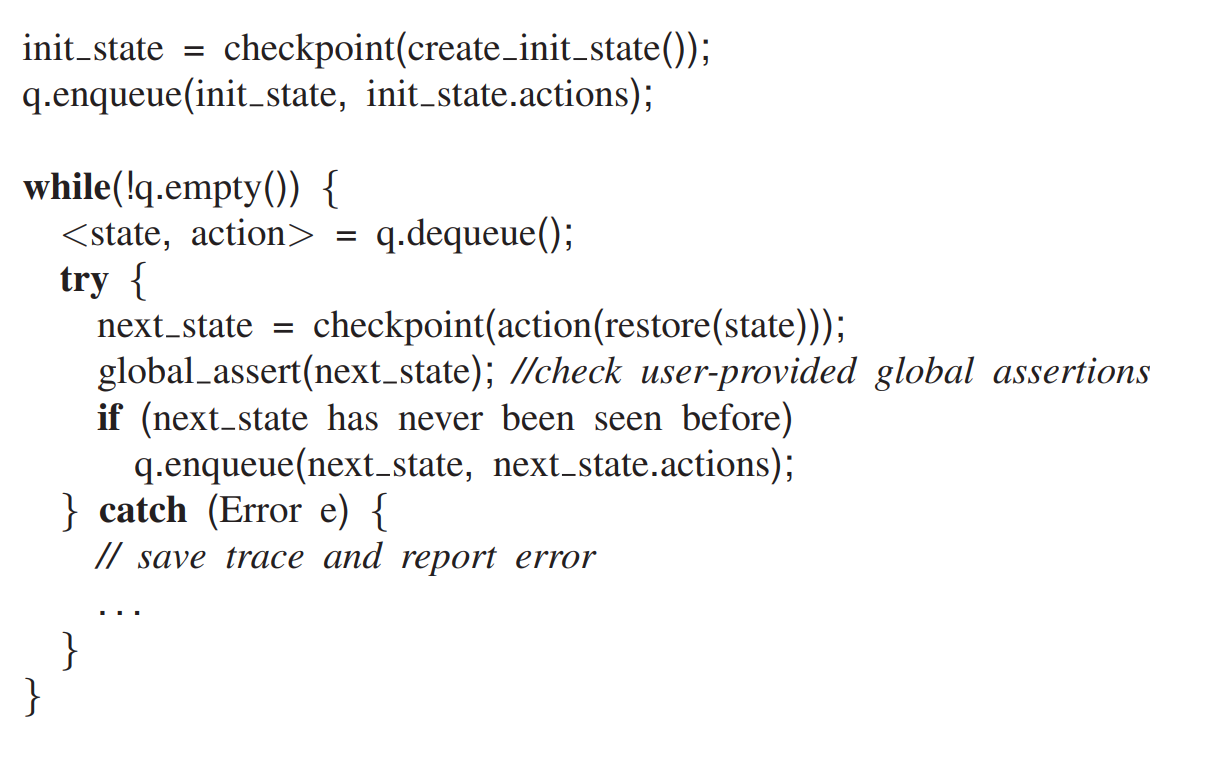 init_state = checkpoint(create_init_state());
q.enqueue(init_state, init_state.actions);
while(!q.empty()) {
<state, action> = q.dequeue();
try {
next_state = checkpoint(action(restore(state)));
global_assert(next_state); //check user-provided global assertions
if (next_state has never been seen before)
q.enqueue(next_state, next_state.actions);
} catch (Error e) {
// save trace and report error
...
}
}